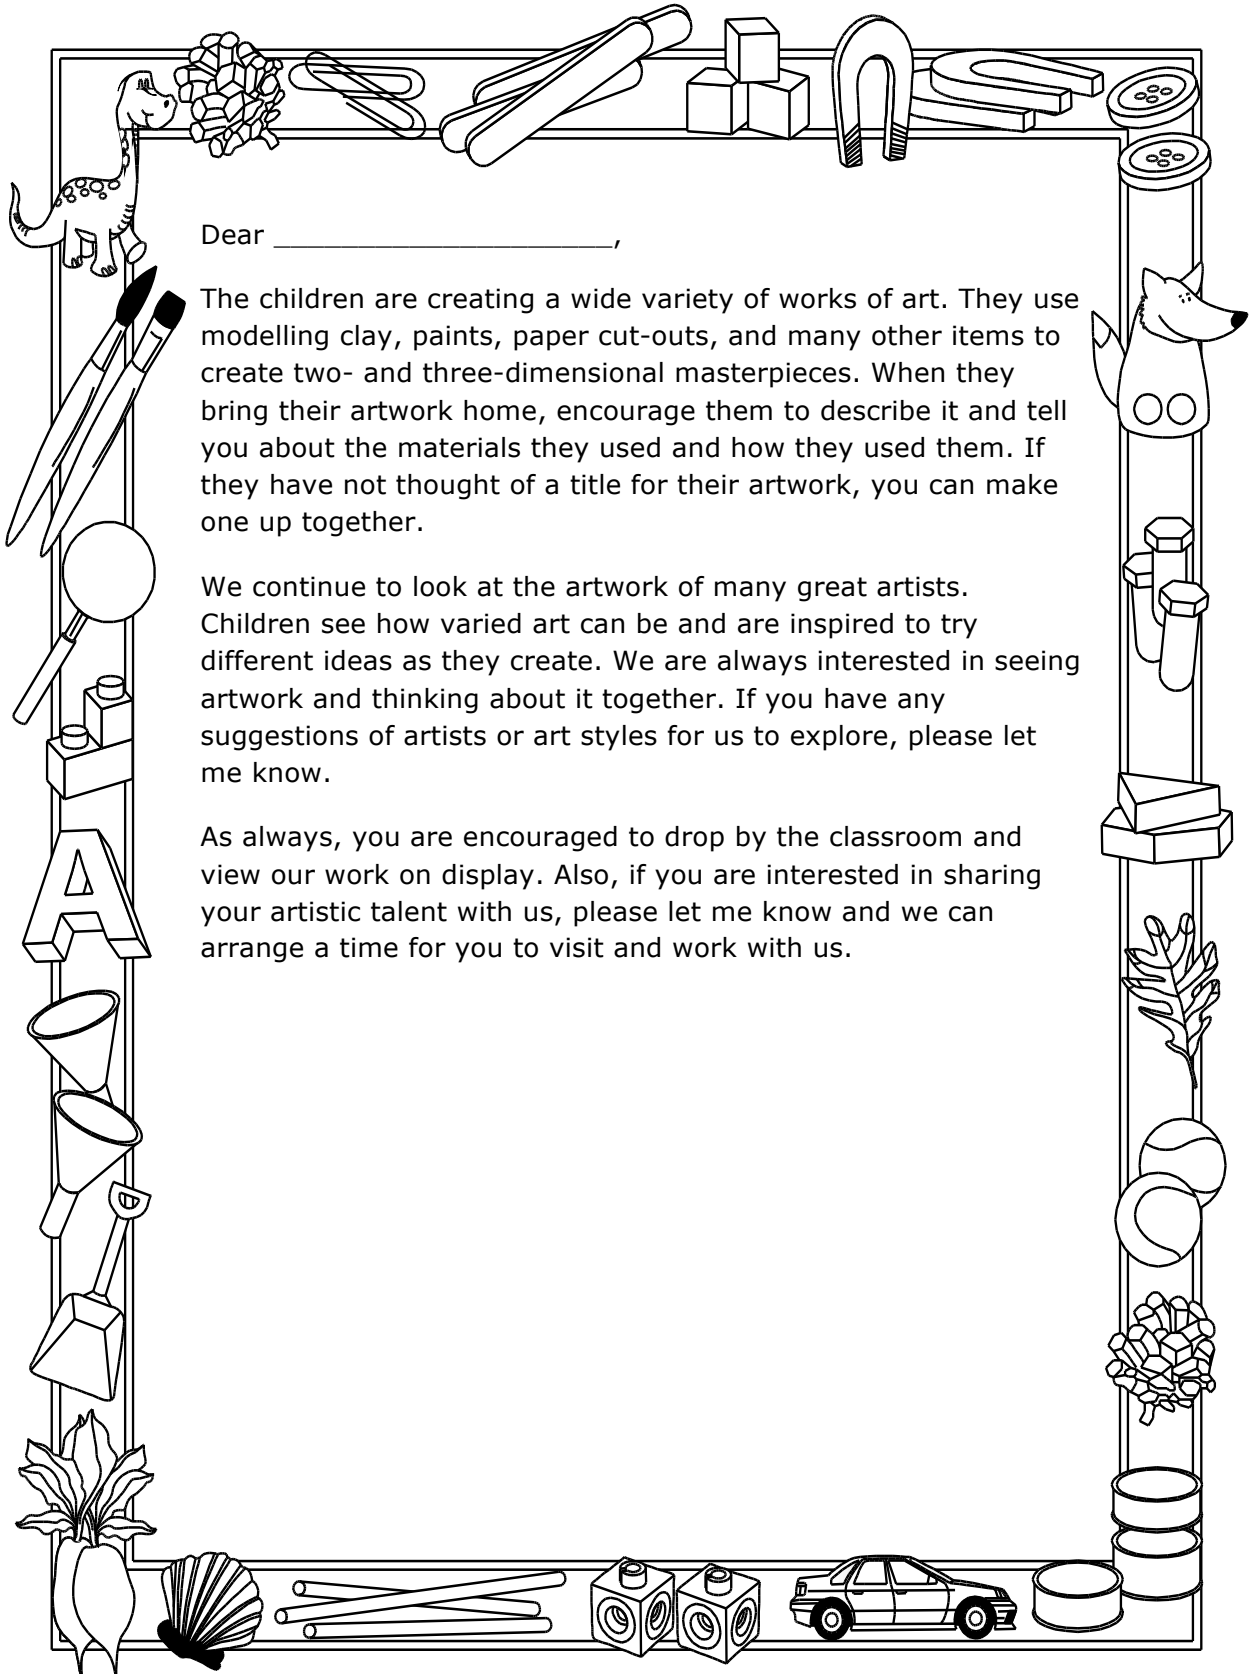 Dear ______________________,
The children are creating a wide variety of works of art. They use
modelling clay, paints, paper cut-outs, and many other items to
create two- and three-dimensional masterpieces. When they
bring their artwork home, encourage them to describe it and tell
you about the materials they used and how they used them. If
they have not thought of a title for their artwork, you can make
one up together.
We continue to look at the artwork of many great artists.
Children see how varied art can be and are inspired to try
different ideas as they create. We are always interested in seeing
artwork and thinking about it together. If you have any
suggestions of artists or art styles for us to explore, please let
me know.
As always, you are encouraged to drop by the classroom and
view our work on display. Also, if you are interested in sharing
your artistic talent with us, please let me know and we can
arrange a time for you to visit and work with us.
A